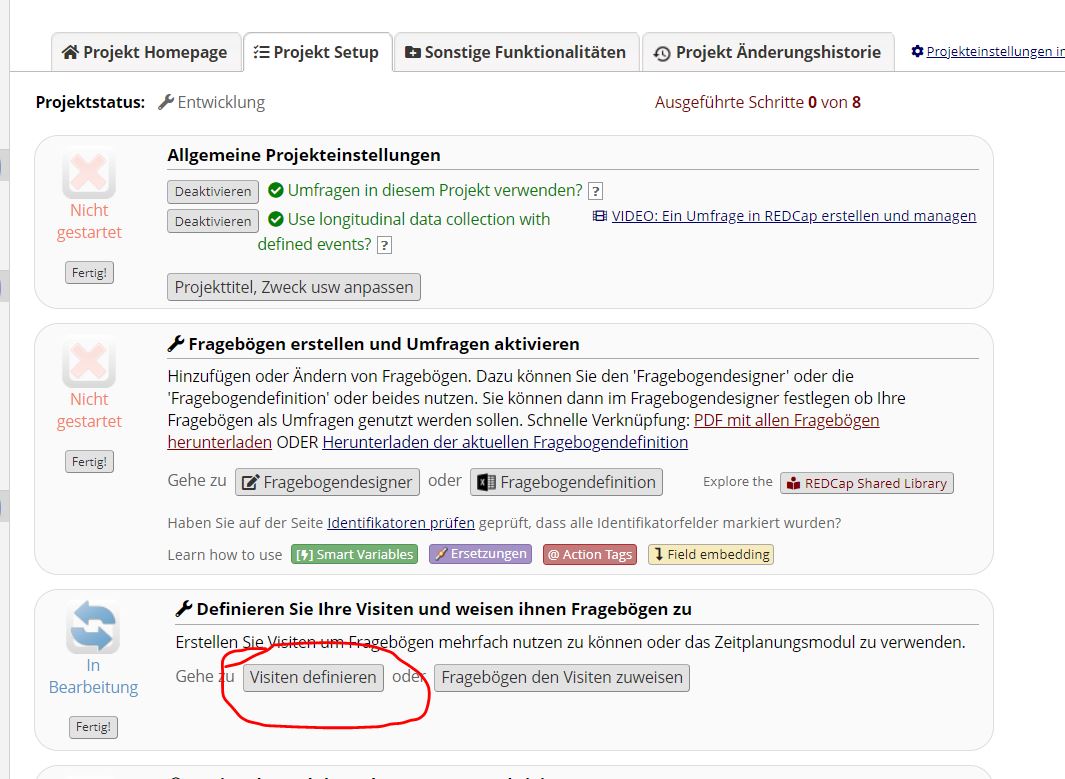 Projekt Homepage Projekt Setup Sonstige Funktionalitäten Projekt Änderungshistorie Projekteinstellungen in
Projektstatus: Entwicklung Ausgeführte Schritte 0 von 8
Nicht gestartet
Fertig!
Allgemeine Projekteinstellungen
Deaktivieren Umfragen in diesem Projekt verwenden? ?
Deaktivieren Use longitudinal data collection with
defined events? ?
VIDEO: Ein Umfrage in REDCap erstellen und managen
Projekttitel, Zweck usw anpassen
Nicht
gestartet
Fertig!
Fragebögen erstellen und Umfragen aktivieren
Hinzufügen oder Ändern von Fragebögen. Dazu können Sie den 'Fragebogendesigner' oder die
'Fragebogendefinition' oder beides nutzen. Sie können dann im Fragebogendesigner festlegen ob Ihre
Fragebögen als Umfragen genutzt werden sollen. Schnelle Verknüpfung: PDF mit allen Fragebögen
herunterladen ODER Herunterladen der aktuellen Fragebogendefinition
Gehe zu Fragebogendesigner oder Fragebogendefinition Explore the REDCap Shared Library
Haben Sie auf der Seite Identifikatoren prüfen geprüft, dass alle Identifikatorfelder markiert wurden?
Learn how to use [⚡] Smart Variables Ersetzungen @ Action Tags Field embedding
In
Bearbeitung
Fertig!
Definieren Sie Ihre Visiten und weisen ihnen Fragebögen zu
Erstellen Sie Visiten um Fragebögen mehrfach nutzen zu können oder das Zeitplanungsmodul zu verwenden.
Gehe zu Visiten definieren oder Fragebögen den Visiten zuweisen